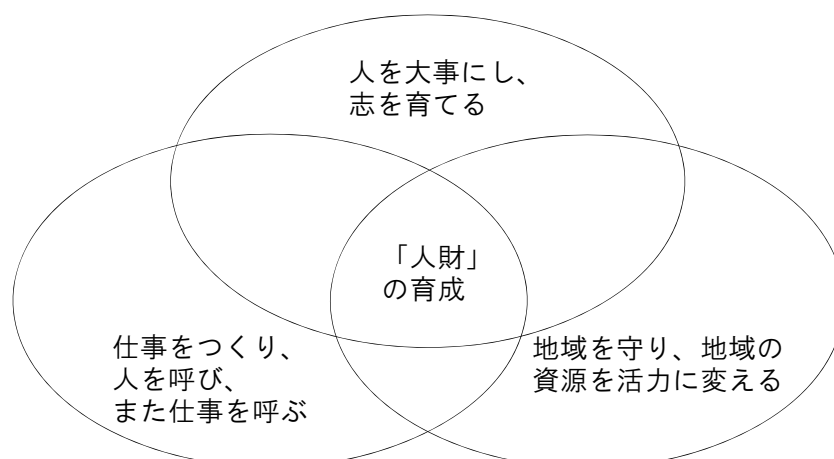 人を大事にし、
志を育てる
「人財」
の育成
仕事をつくり、
人を呼び、
また仕事を呼ぶ
地域を守り、地域の
資源を活力に変える